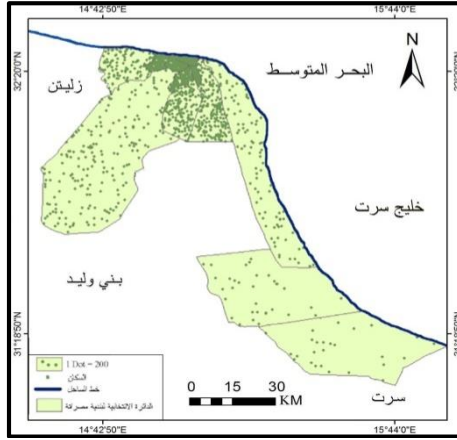 14°42'50"E
15°44'0"E
32°20'0"N
N
البحر المتوسط
زليتن
خليج سرت
بني وليد
31°18'50"N
1 Dot = 200
السكان
خط الساحل
الدائرة الانتخابية لبلدية مصراتة
0 15 30
KM
سرت
14°42'50"E
15°44'0"E